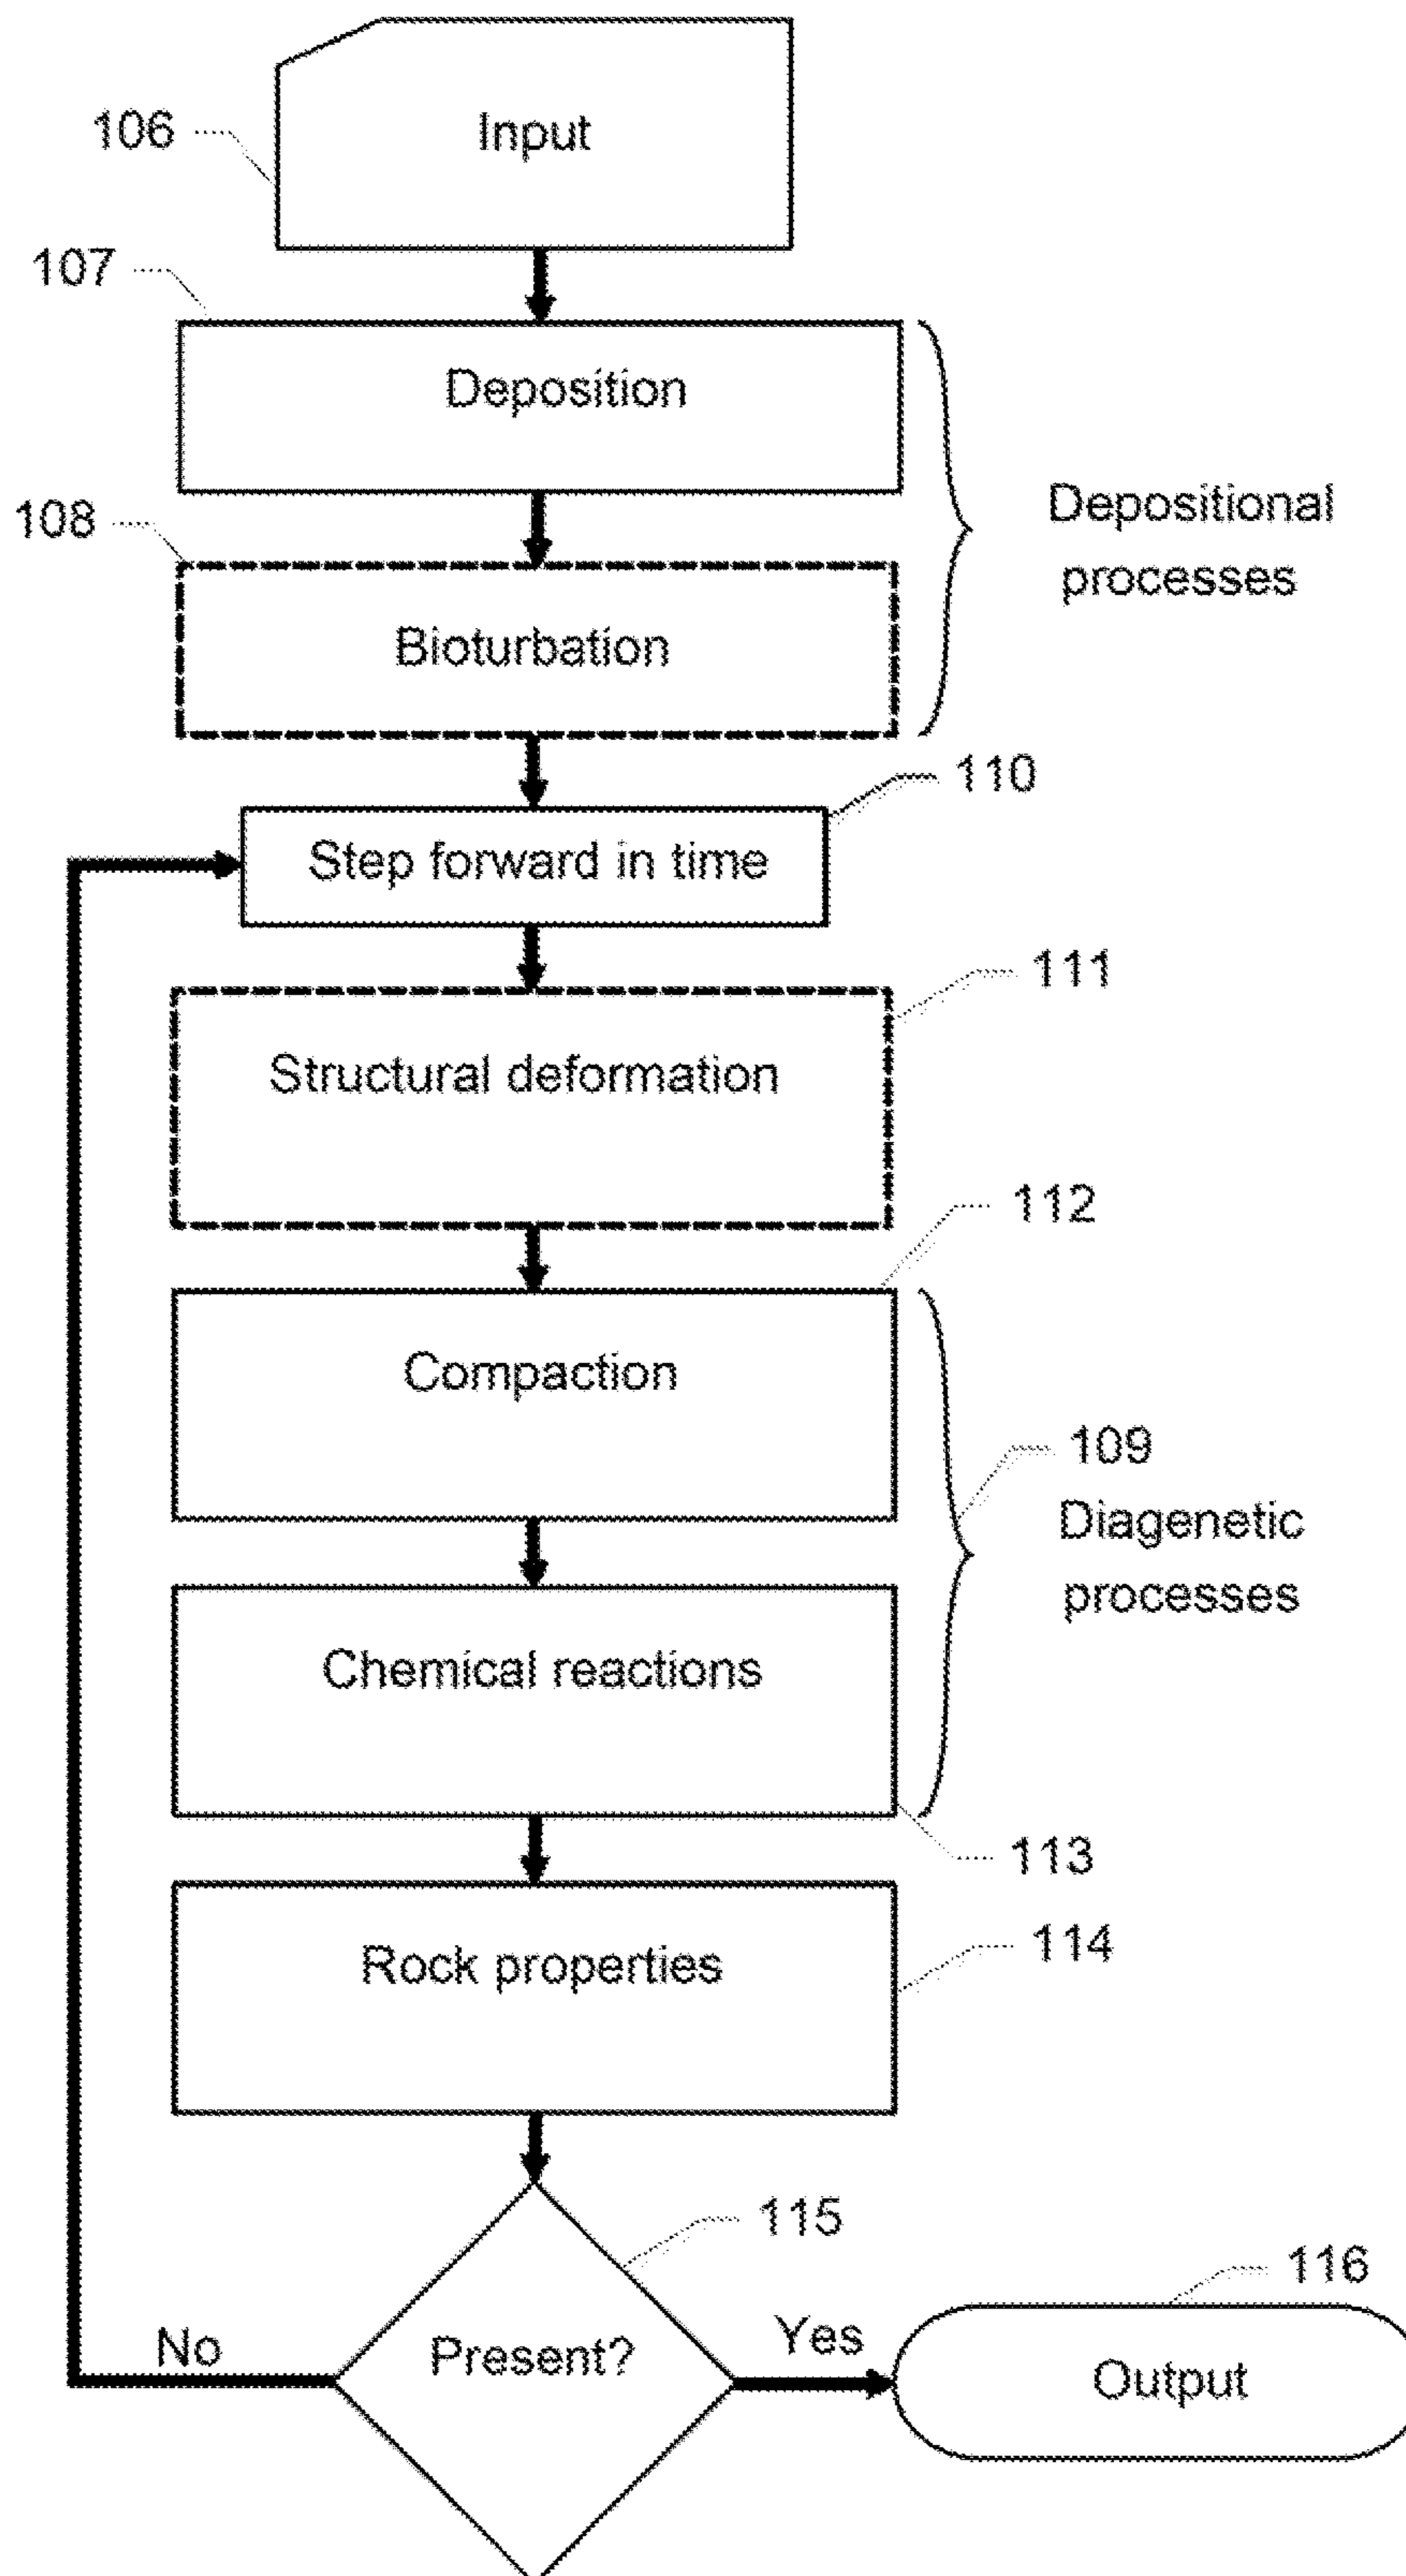 106
Input
107
Deposition
108
Depositional
processes
Bioturbation
110
Step forward in time
111
Structural deformation
112
Compaction
109
Diagenetic
processes
Chemical reactions
113
Rock properties
114
115
116
No
Present?
Yes
Output